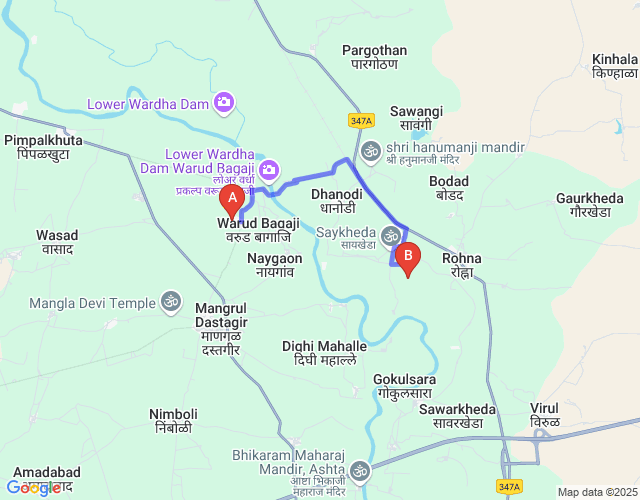 Pargothan
पारगोठण
Kinhala
किण्हाळा
Lower Wardha Dam
347A
Sawangi
सावंगी
Pimpalkhuta
पिंपळखुटा
shri hanumanji mandir
श्री हनुमानजी मंदिर
Lower Wardha
Dam Warud Bagaji
लोअर वर्धा
प्रकल्प
Bodad
बोडद
Dhanodi
धानोडी
Gaurkheda
गौरखेडा
A
Warud Bagaji
वरुड बागाजि
Wasad
वासाद
Saykheda
सायखेडा
Naygaon
नायगांव
B
Rohna
रोह्ना
Mangla Devi Temple
Mangrul
Dastagir
माणगळ
दस्तगीर
Dighi Mahalle
दिघी महाल्ले
Gokulsara
गोकुलसारा
Nimboli
निंबोळी
Sawarkheda
सावरखेडा
Virul
विरुळ
Bhikaram Maharaj
Mandir, Ashta
आष्टा भिकाजी
महाराज मंदिर
Amadabad
347A
Google
Map data ©2025